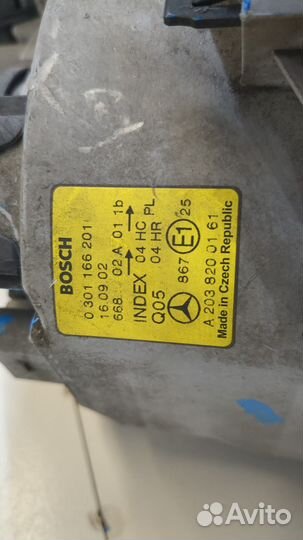 BOSCH
0 301 166 201
16 09 02
668 02 A 01 1b
INDEX 04 HC PL
Q05 04 HR
867 E1 25
A 203 820 01 61
Made in Czech Republic
Avito